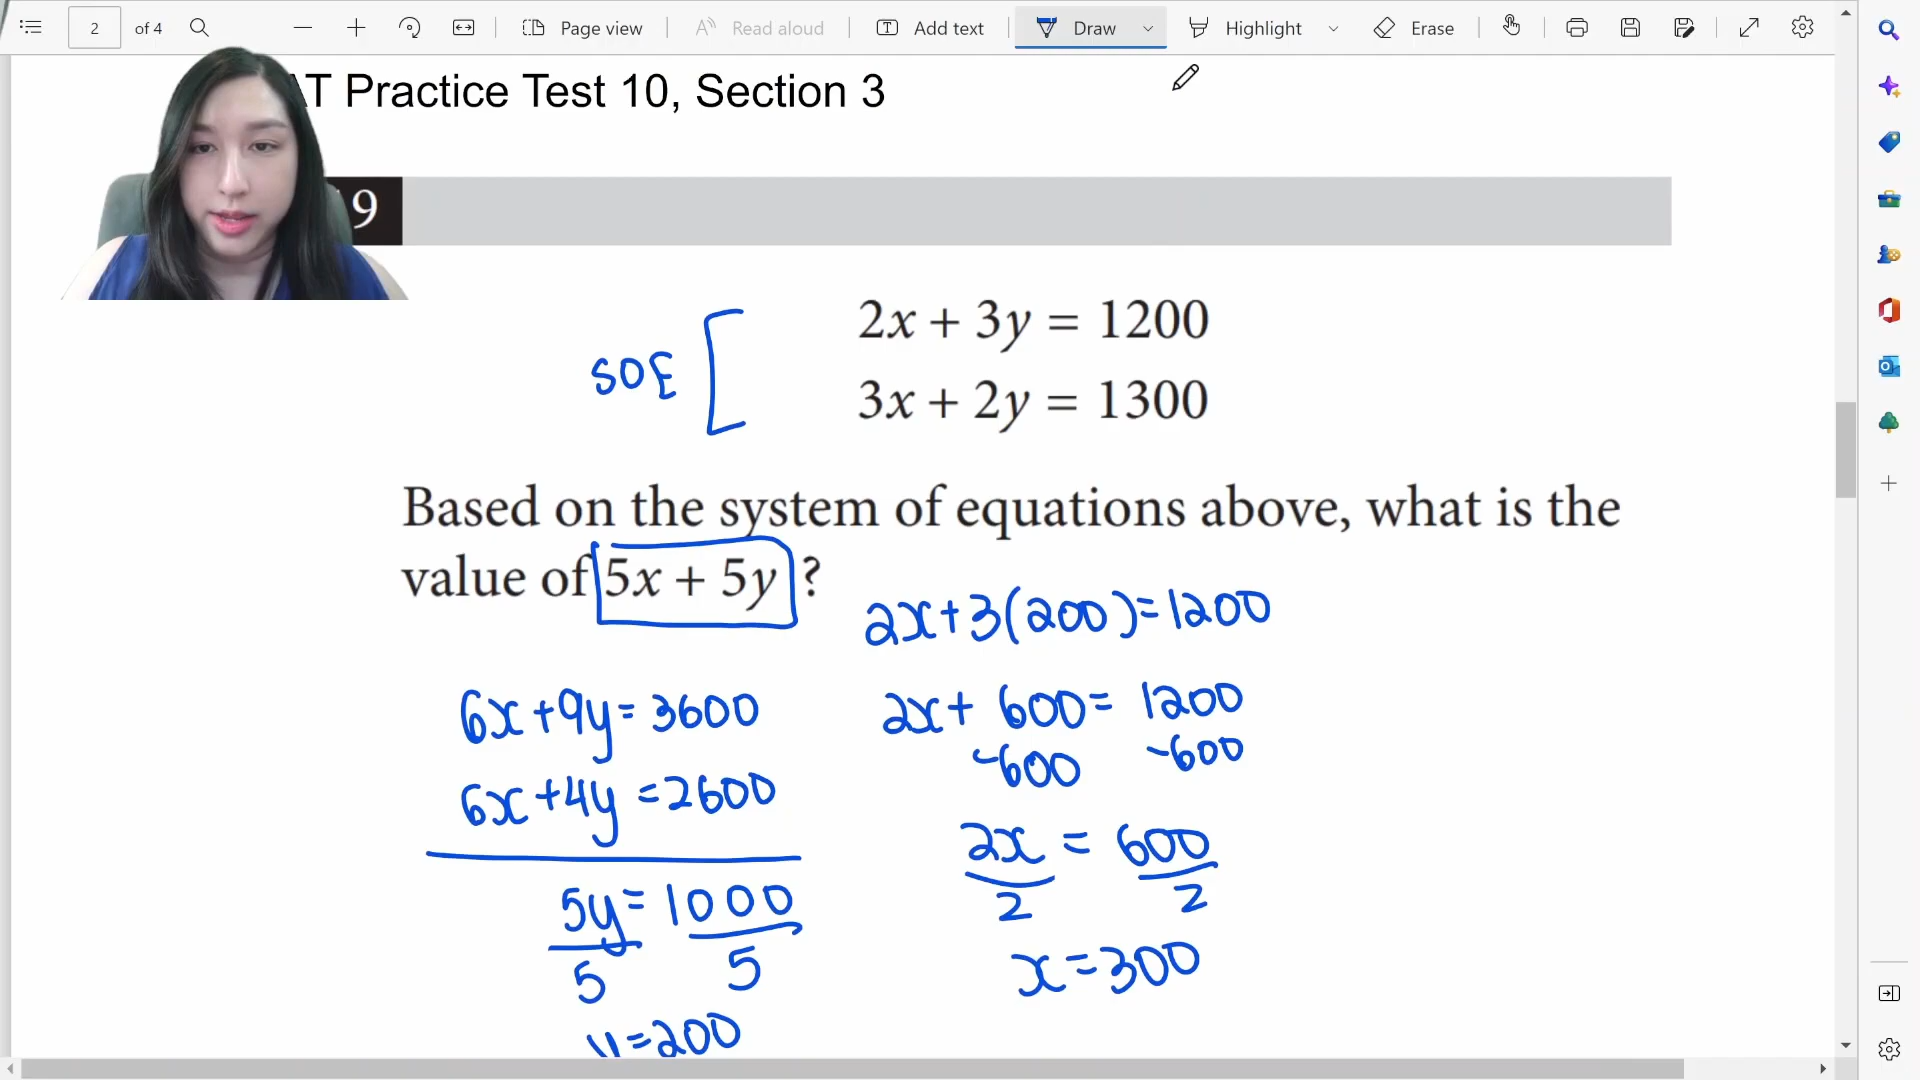 2 of 4 Page view Read aloud Add text Draw Highlight Erase
AT Practice Test 10, Section 3
9
2x + 3y = 1200
SOE
3x + 2y = 1300
Based on the system of equations above, what is the
value of 5x + 5y ?
2x+3(200)=1200
6x+9y=3600
2x+ 600= 1200
-600 -600
6x+4y=2600
2x = 600
2 2
5y=1000
5 5
x=300
y=200